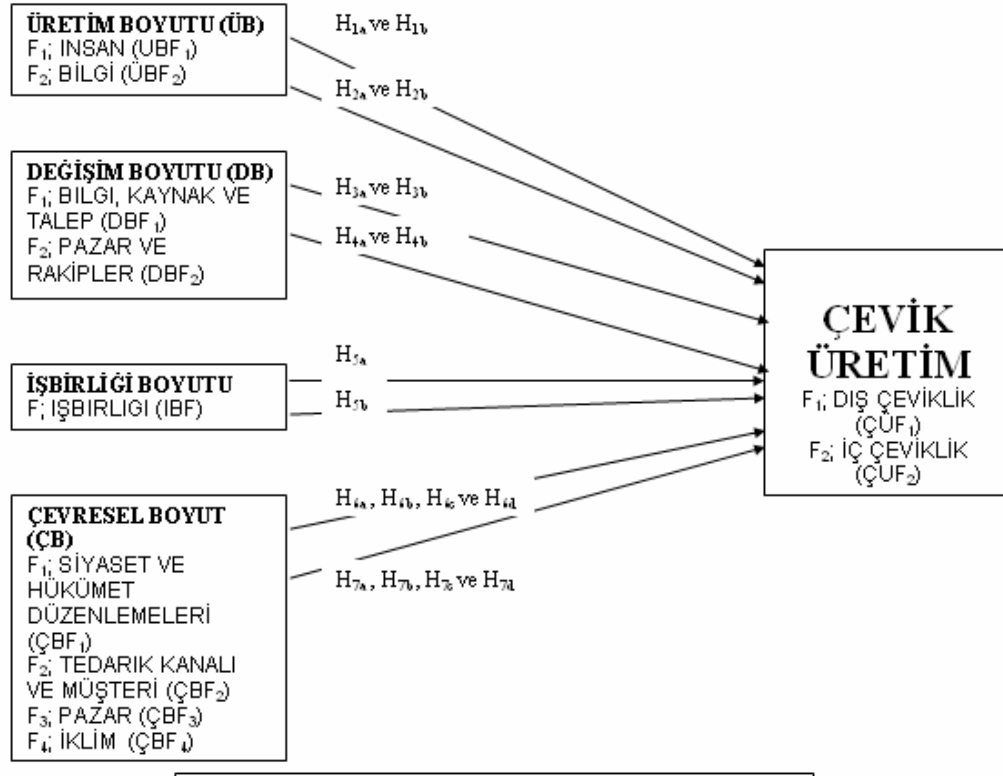 ÜRETİM BOYUTU (ÜB)
F₁; INSAN (UBF₁)
F₂; BİLGİ (ÜBF₂)
H₁ₐ ve H₁b
H₂ₐ ve H₂b
DEĞİŞİM BOYUTU (DB)
F₁; BILGI, KAYNAK VE
TALEP (DBF₁)
F₂; PAZAR VE
RAKİPLER (DBF₂)
H₃ₐ ve H₃b
H₄ₐ ve H₄b
İŞBİRLİĞİ BOYUTU
F; IŞBIRLIGI (IBF)
H₅ₐ
H₅b
ÇEVRESEL BOYUT
(ÇB)
F₁; SİYASET VE
HÜKÜMET
DÜZENLEMELERİ
(ÇBF₁)
F₂; TEDARIK KANALI
VE MÜŞTERİ (ÇBF₂)
F₃; PAZAR (ÇBF₃)
F₄; İKLİM (ÇBF₄)
H₆ₐ, H₆b, H₆c ve H₆d
H₇ₐ, H₇b, H₇c ve H₇d
ÇEVİK
ÜRETİM
F₁; DIŞ ÇEVİKLİK
(ÇÜF₁)
F₂; İÇ ÇEVİKLİK
(ÇUF₂)